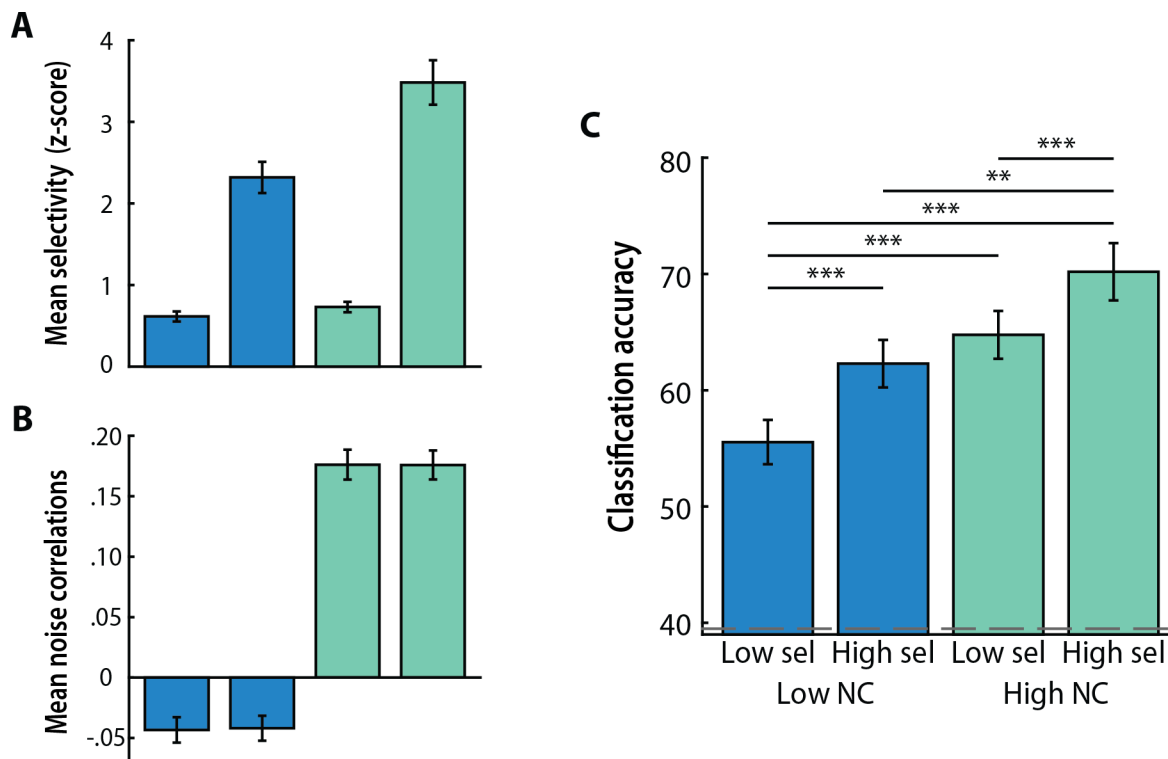 A
Mean selectivity (z-score)
4
3
2
1
0
B
Mean noise correlations
.20
.15
.10
.05
0
-.05
C
Classification accuracy
80
70
60
50
40
***
**
***
***
***
Low sel High sel Low sel High sel
Low NC High NC